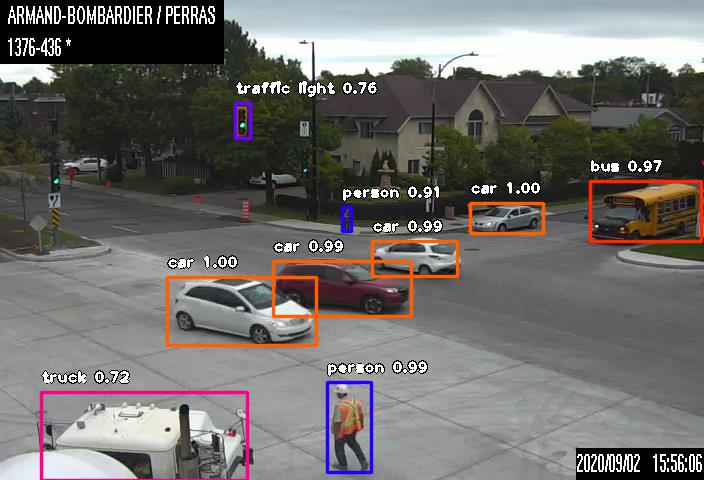 ARMAND-BOMBARDIER / PERRAS
1376-436 *
traffic light 0.76
bus 0.97
person 0.91
car 1.00
car 0.99
car 0.99
car 1.00
person 0.99
truck 0.72
2020/09/02 15:56:06